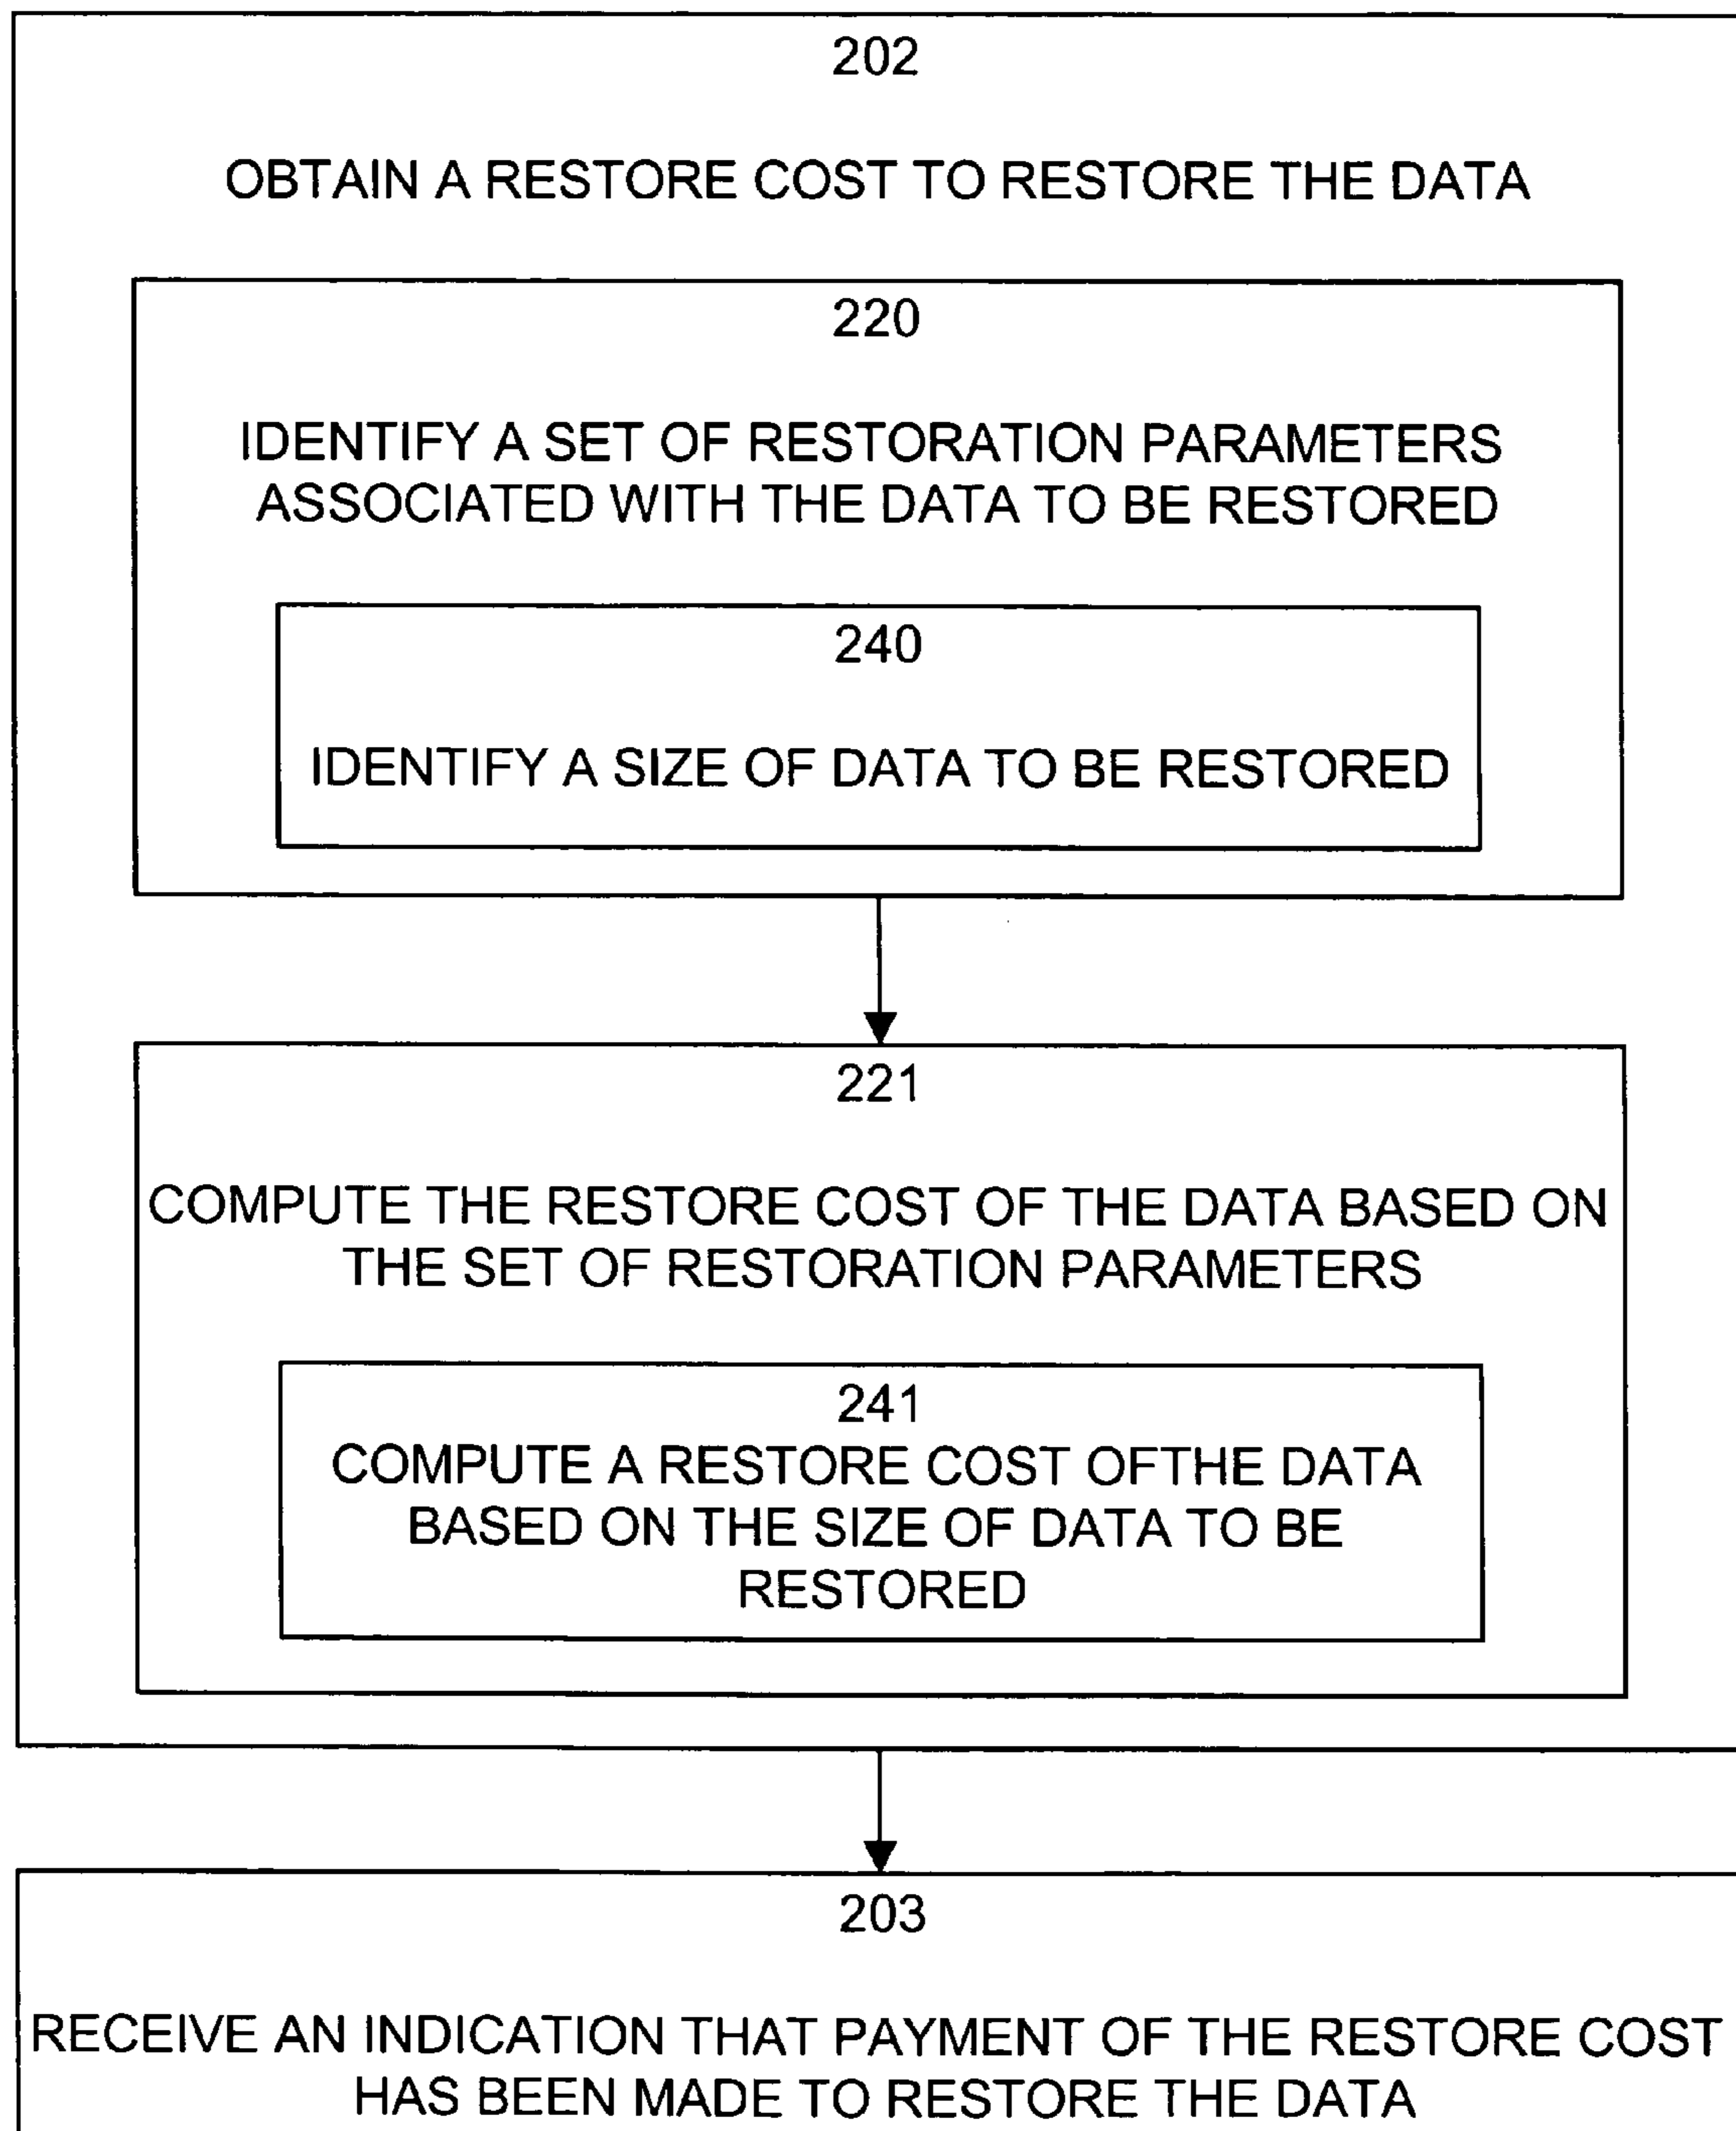 202
OBTAIN A RESTORE COST TO RESTORE THE DATA
220
IDENTIFY A SET OF RESTORATION PARAMETERS
ASSOCIATED WITH THE DATA TO BE RESTORED
240
IDENTIFY A SIZE OF DATA TO BE RESTORED
221
COMPUTE THE RESTORE COST OF THE DATA BASED ON
THE SET OF RESTORATION PARAMETERS
241
COMPUTE A RESTORE COST OFTHE DATA
BASED ON THE SIZE OF DATA TO BE
RESTORED
203
RECEIVE AN INDICATION THAT PAYMENT OF THE RESTORE COST
HAS BEEN MADE TO RESTORE THE DATA